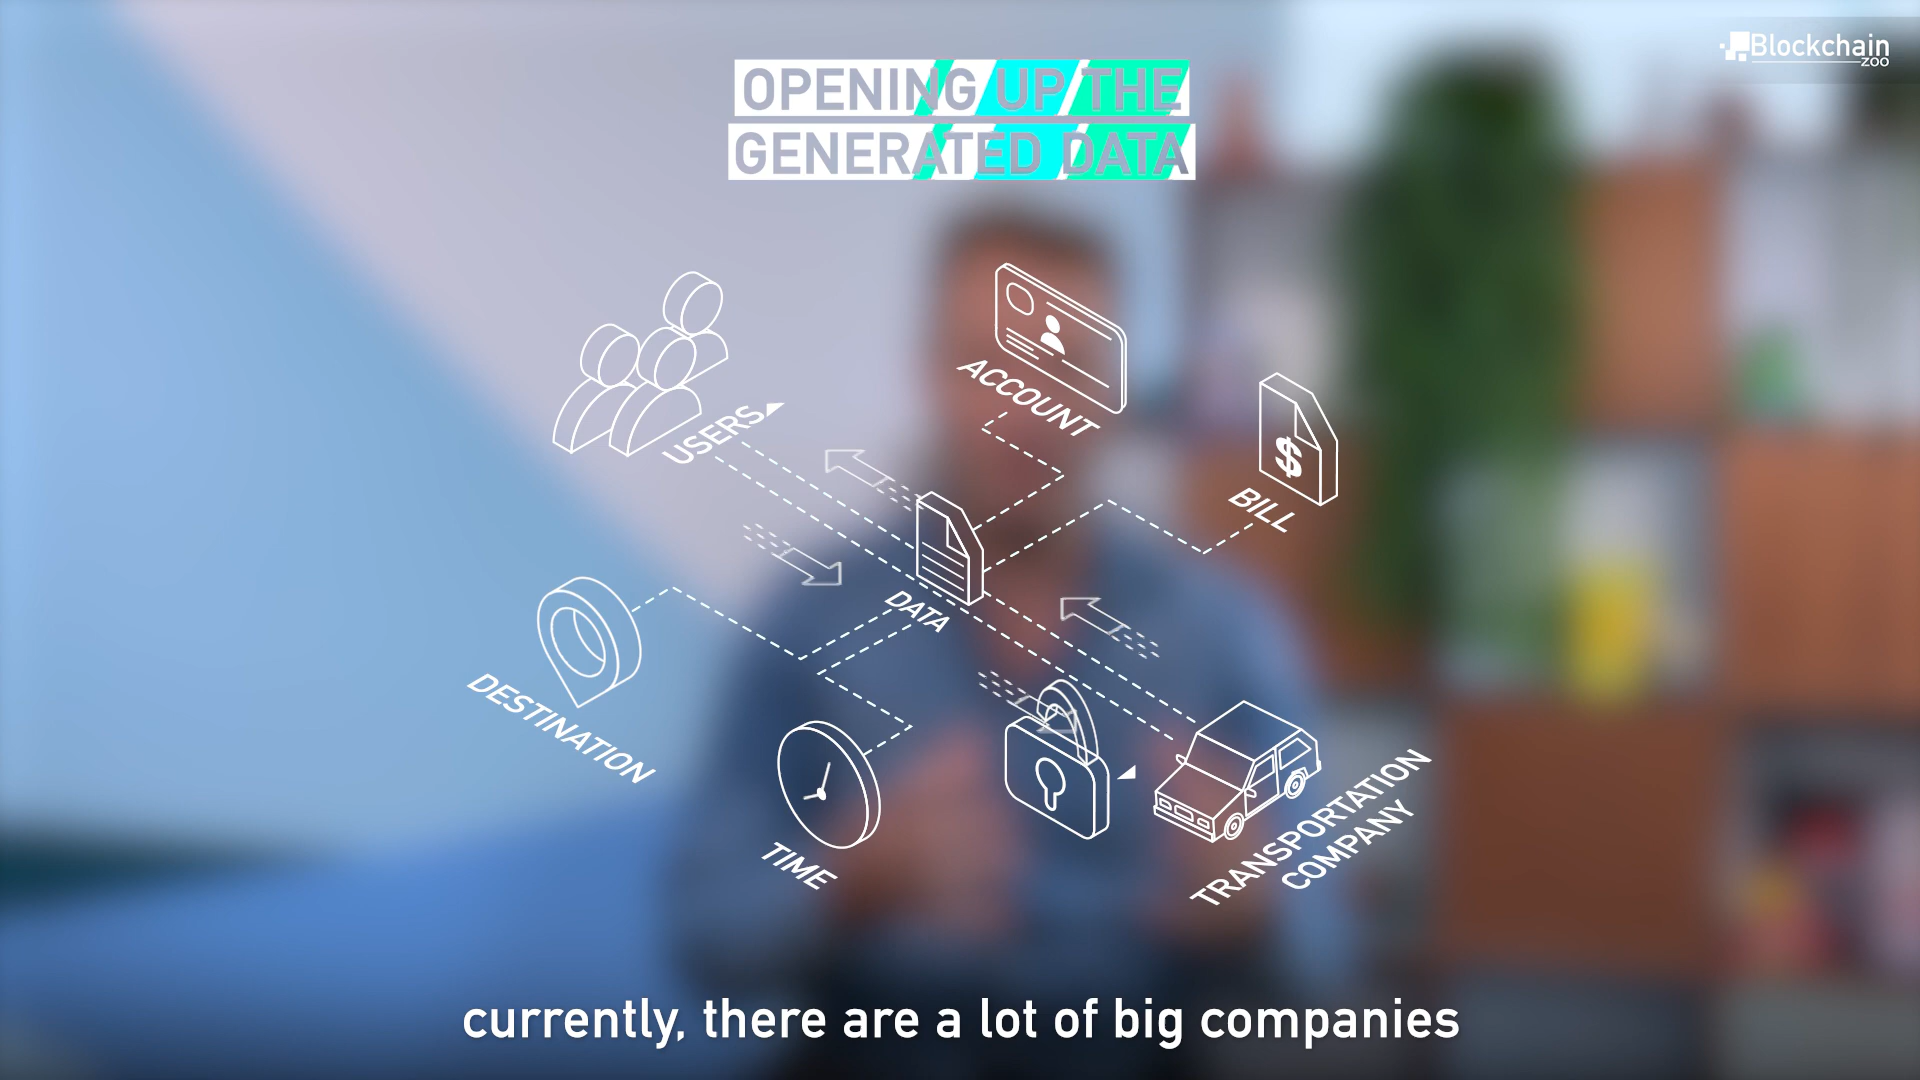 Blockchain
zoo
OPENING UP THE
GENERATED DATA
ACCOUNT
USERS
$
BILL
DATA
DESTINATION
TIME
TRANSPORTATION
COMPANY
currently, there are a lot of big companies